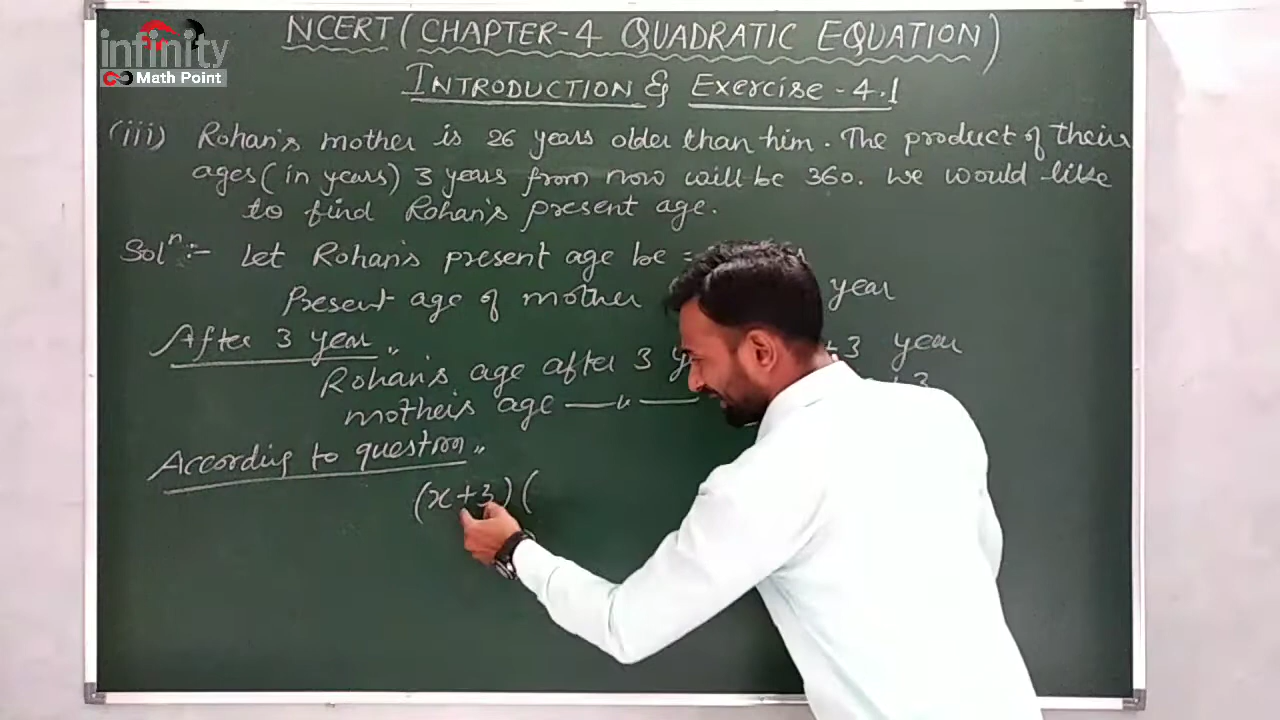 infinity
Math Point
NCERT (CHAPTER-4 QUADRATIC EQUATION)
INTRODUCTION & Exercise-4.1
(iii) Rohan's mother is 26 years older than him. The product of their
ages (in years) 3 years from now will be 360. We would like
to find Rohan's present age.
Solⁿ:- Let Rohan's present age be =
Present age of mother year
After 3 year,,
Rohan's age after 3 +3 year
mother's age —"— +3
According to question,,
(x+3)(